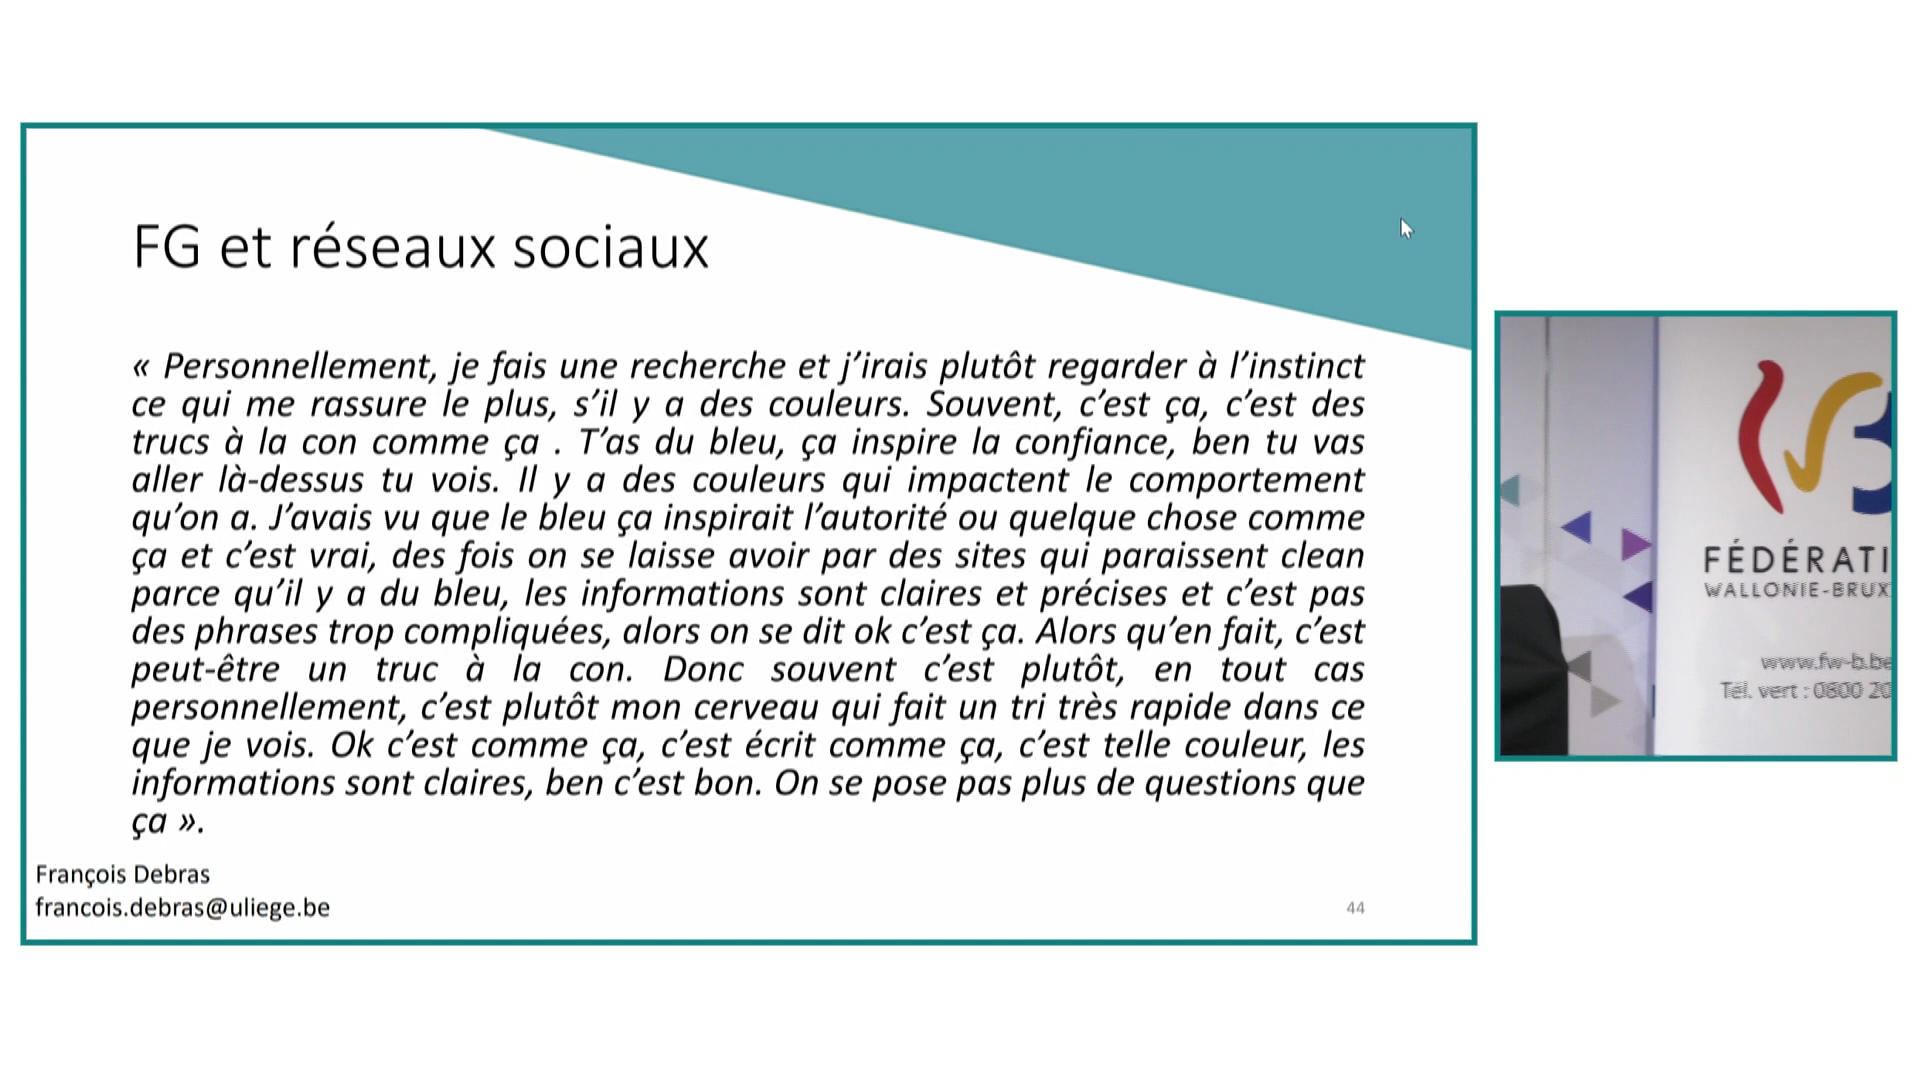 FG et réseaux sociaux
« Personnellement, je fais une recherche et j’irais plutôt regarder à l’instinct
ce qui me rassure le plus, s’il y a des couleurs. Souvent, c’est ça, c’est des
trucs à la con comme ça . T’as du bleu, ça inspire la confiance, ben tu vas
aller là-dessus tu vois. Il y a des couleurs qui impactent le comportement
qu’on a. J’avais vu que le bleu ça inspirait l’autorité ou quelque chose comme
ça et c’est vrai, des fois on se laisse avoir par des sites qui paraissent clean
parce qu’il y a du bleu, les informations sont claires et précises et c’est pas
des phrases trop compliquées, alors on se dit ok c’est ça. Alors qu’en fait, c’est
peut-être un truc à la con. Donc souvent c’est plutôt, en tout cas
personnellement, c’est plutôt mon cerveau qui fait un tri très rapide dans ce
que je vois. Ok c’est comme ça, c’est écrit comme ça, c’est telle couleur, les
informations sont claires, ben c’est bon. On se pose pas plus de questions que
ça ».
François Debras
francois.debras@uliege.be
44
FÉDÉRATI
WALLONIE-BRUX
www.fw-b.be
Tél. vert : 0800 20